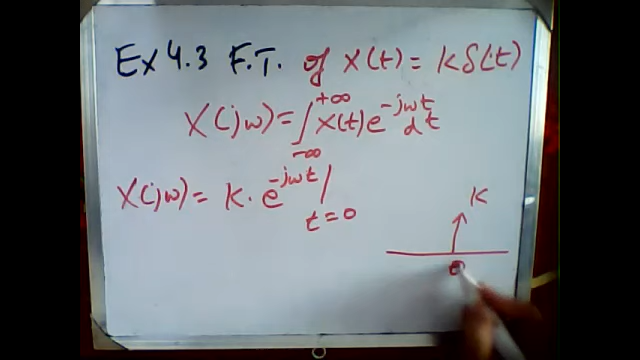 Ex 4.3 F.T. of x(t) = kδ(t)
X(jω) = ∫_{-∞}^{+∞} x(t) e^{-jωt} dt
X(jω) = k · e^{-jωt} |_{t=0}
k
0